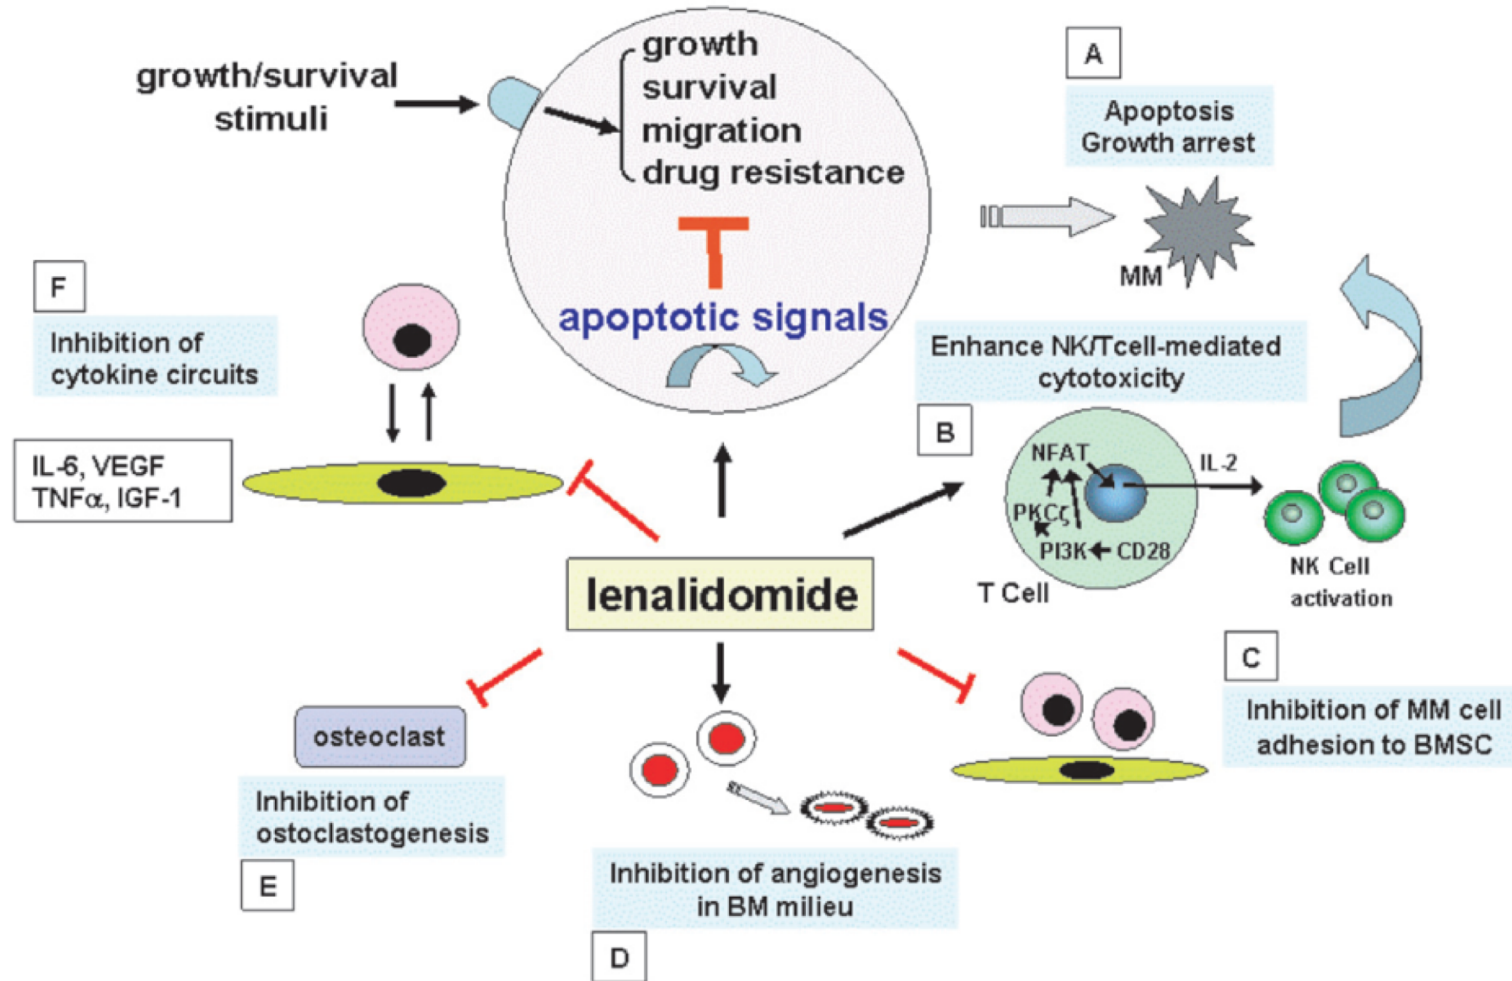 growth/survival
stimuli
growth
survival
migration
drug resistance
apoptotic signals
A
Apoptosis
Growth arrest
MM
F
Inhibition of
cytokine circuits
IL-6, VEGF
TNFα, IGF-1
Enhance NK/Tcell-mediated
cytotoxicity
B
NFAT
PKCζ
PI3K
CD28
T Cell
IL-2
NK Cell
activation
lenalidomide
C
Inhibition of MM cell
adhesion to BMSC
osteoclast
Inhibition of
ostoclastogenesis
E
Inhibition of angiogenesis
in BM milieu
D